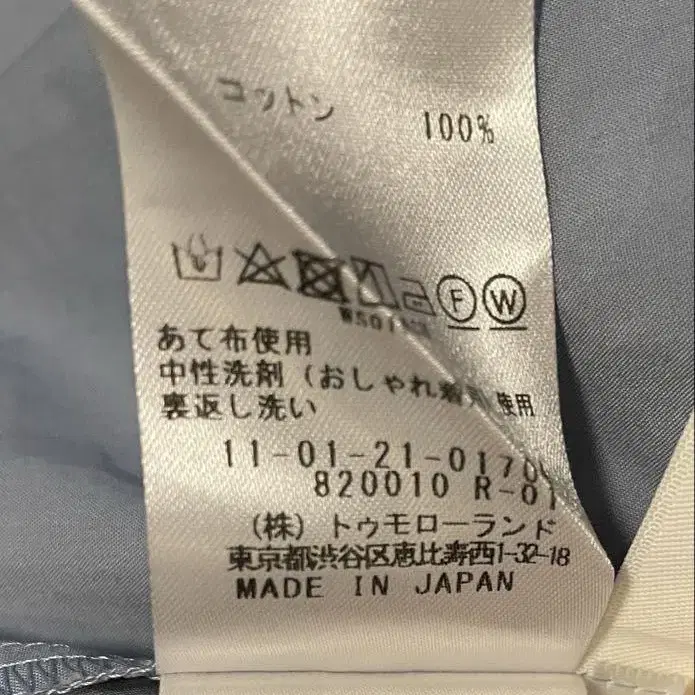 コットン 100%
F W
あて布使用
中性洗剤（おしゃれ着用 使用
裏返し洗い
11-01-21-0170
820010 R-01
（株）トゥモローランド
東京都渋谷区恵比寿西1-32-18
MADE IN JAPAN